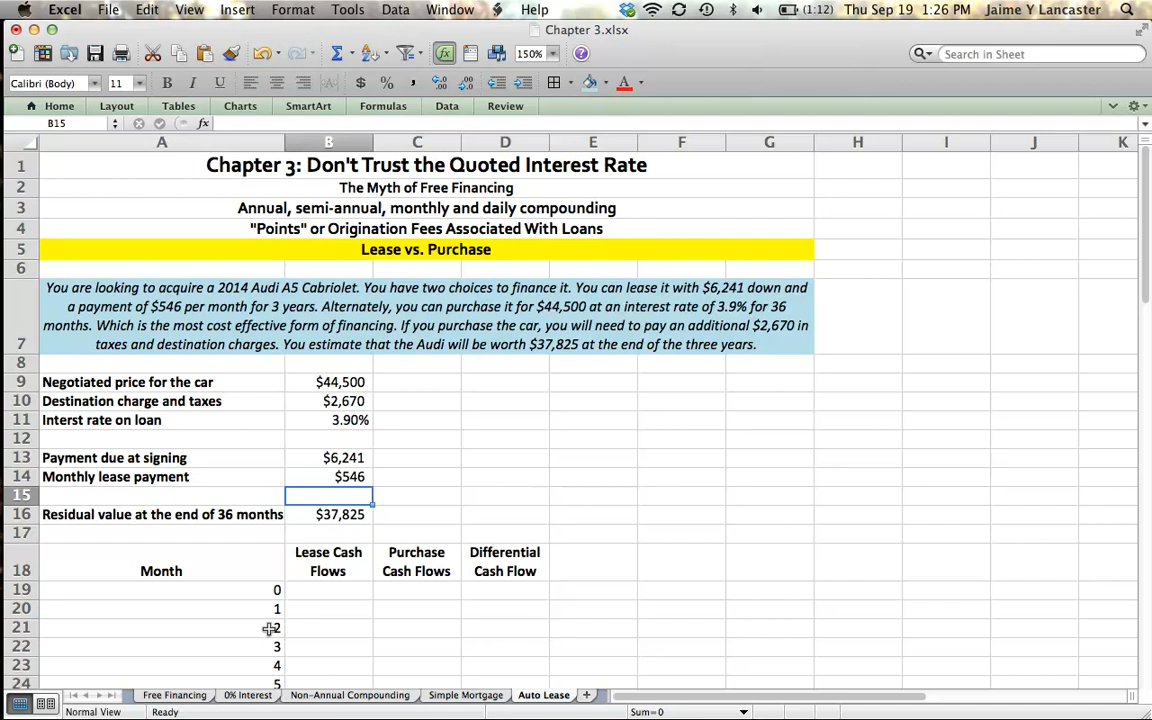 Excel File Edit View Insert Format Tools Data Window Help (1:12) Thu Sep 19 1:26 PM Jaime Y Lancaster
Chapter 3.xlsx
150% Search in Sheet
Calibri (Body) 11 B I U $ %
Home Layout Tables Charts SmartArt Formulas Data Review
B15 fx
A B C D E F G H I J K
1 Chapter 3: Don't Trust the Quoted Interest Rate
2 The Myth of Free Financing
3 Annual, semi-annual, monthly and daily compounding
4 "Points" or Origination Fees Associated With Loans
5 Lease vs. Purchase
6
You are looking to acquire a 2014 Audi A5 Cabriolet. You have two choices to finance it. You can lease it with $6,241 down and
a payment of $546 per month for 3 years. Alternately, you can purchase it for $44,500 at an interest rate of 3.9% for 36
months. Which is the most cost effective form of financing. If you purchase the car, you will need to pay an additional $2,670 in
7 taxes and destination charges. You estimate that the Audi will be worth $37,825 at the end of the three years.
8
9 Negotiated price for the car $44,500
10 Destination charge and taxes $2,670
11 Interst rate on loan 3.90%
12
13 Payment due at signing $6,241
14 Monthly lease payment $546
15
16 Residual value at the end of 36 months $37,825
17
Lease Cash Purchase Differential
18 Month Flows Cash Flows Cash Flow
19 0
20 1
21 2
22 3
23 4
24 5
Free Financing 0% Interest Non-Annual Compounding Simple Mortgage Auto Lease +
Normal View Ready Sum=0